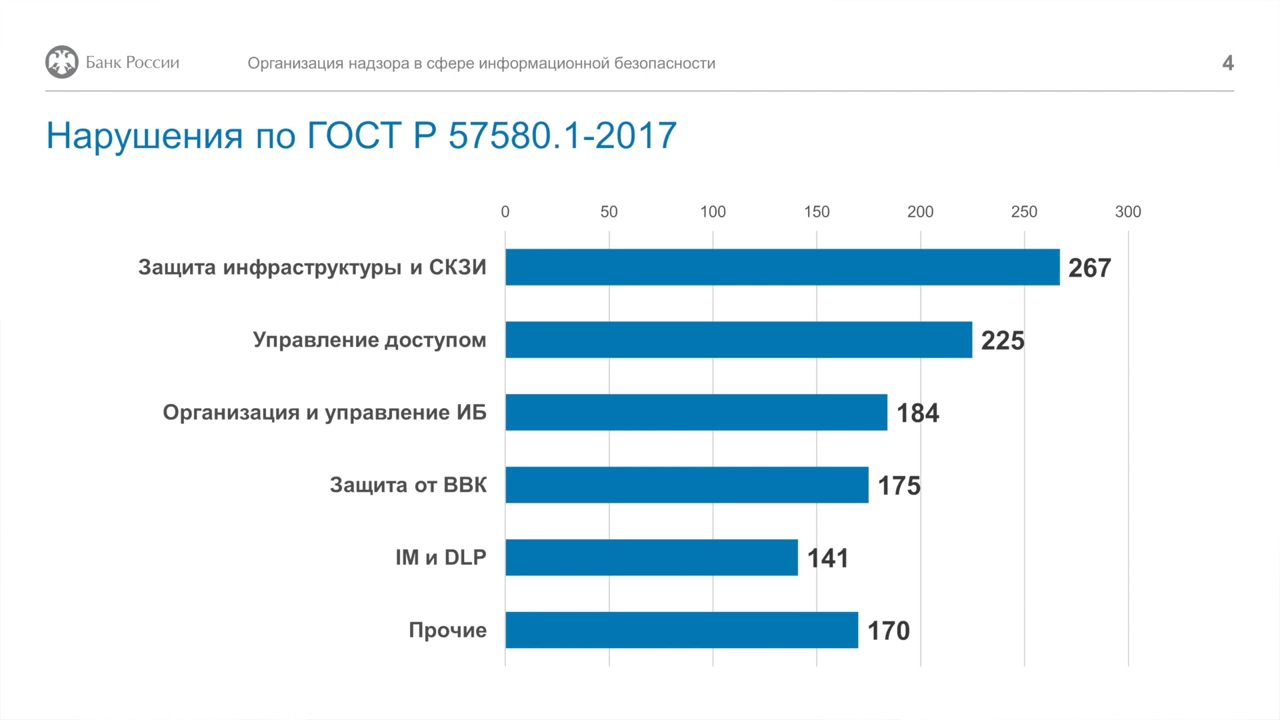 Банк России
Организация надзора в сфере информационной безопасности
4
Нарушения по ГОСТ Р 57580.1-2017
0 50 100 150 200 250 300
Защита инфраструктуры и СКЗИ 267
Управление доступом 225
Организация и управление ИБ 184
Защита от ВВК 175
IM и DLP 141
Прочие 170